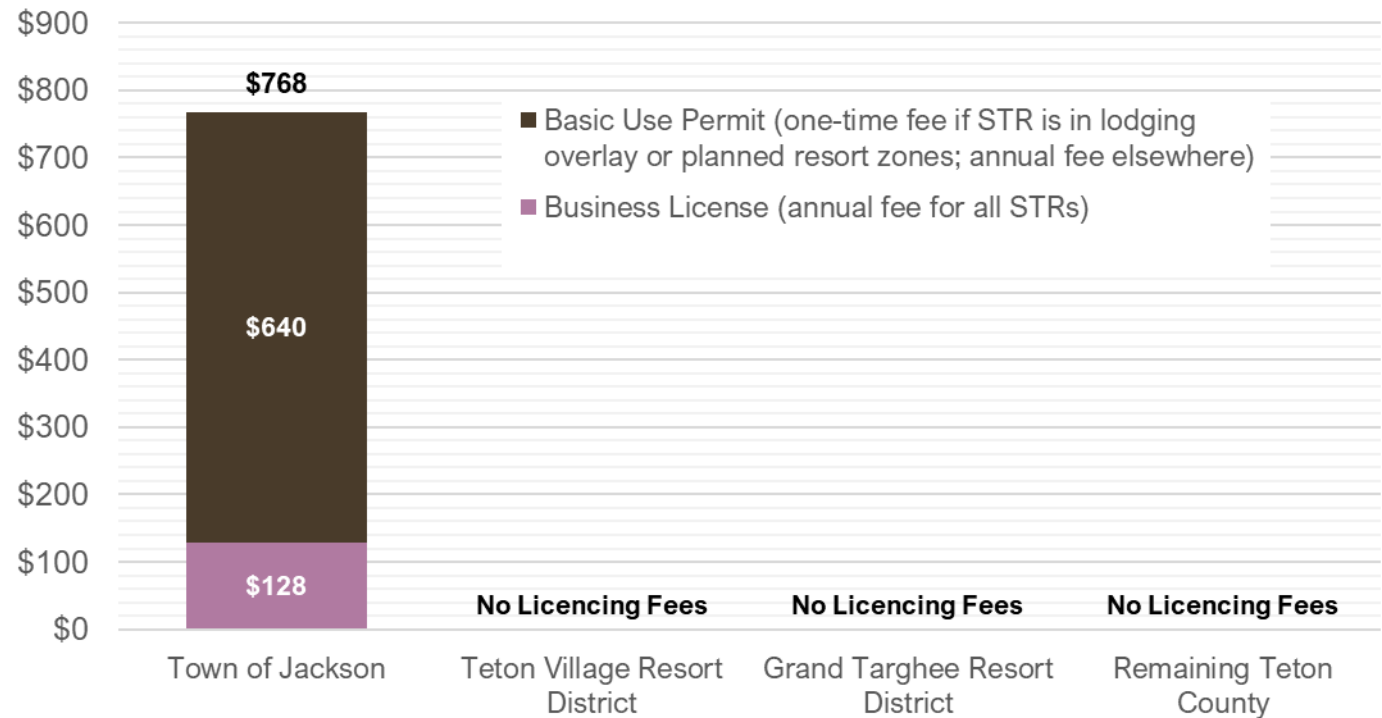 $900
$800
$700
$600
$500
$400
$300
$200
$100
$0
$768
$640
$128
Basic Use Permit (one-time fee if STR is in lodging
overlay or planned resort zones; annual fee elsewhere)
Business License (annual fee for all STRs)
No Licencing Fees
No Licencing Fees
No Licencing Fees
Town of Jackson
Teton Village Resort
District
Grand Targhee Resort
District
Remaining Teton
County